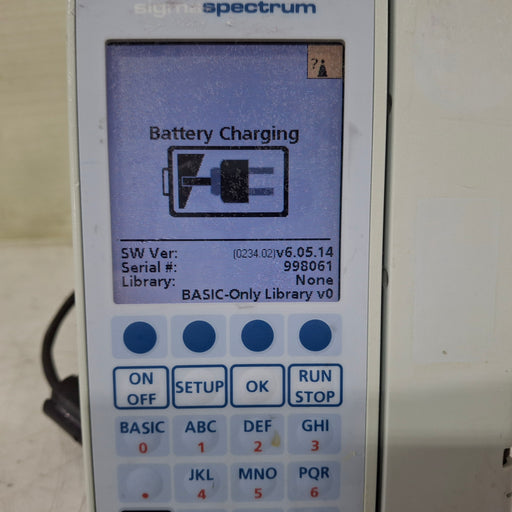 sigma spectrum
?
Battery Charging
SW Ver: (0234.02)v6.05.14
Serial #: 998061
Library: None
BASIC-Only Library v0
ON OFF
SETUP
OK
RUN STOP
BASIC ABC DEF GHI
0 1 2 3
JKL MNO PQR
. 4 5 6